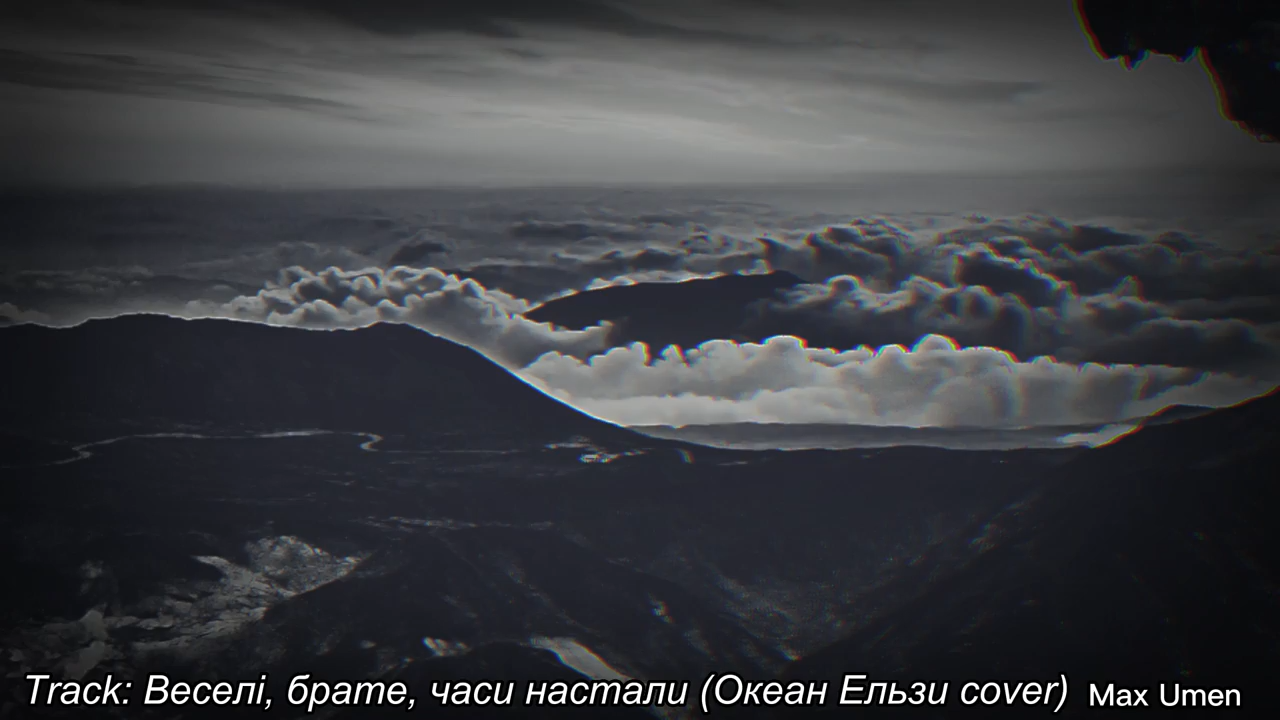 Track: Веселі, брате, часи настали (Океан Ельзи cover) Max Umen